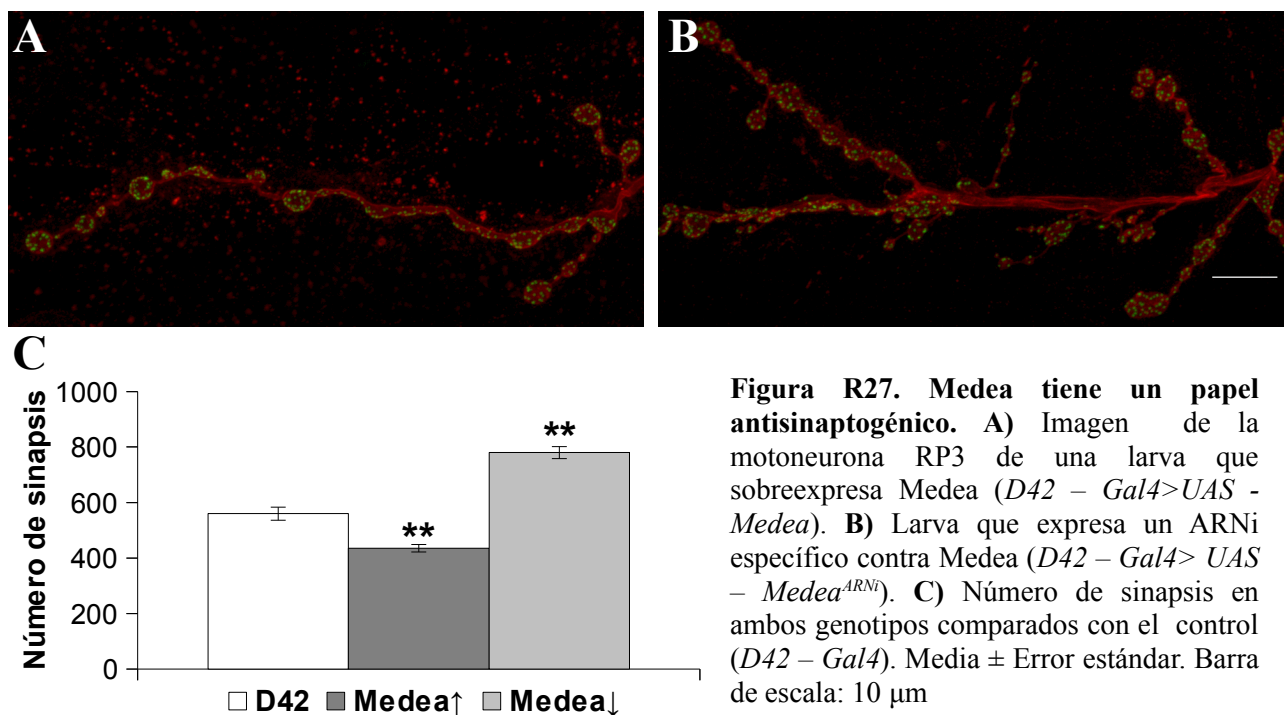 A
B
C
1000
800
600
400
200
0
Número de sinapsis
**
**
D42 Medea↑ Medea↓
Figura R27. Medea tiene un papel
antisinaptogénico. A) Imagen de la
motoneurona RP3 de una larva que
sobreexpresa Medea (D42 – Gal4>UAS -
Medea). B) Larva que expresa un ARNi
específico contra Medea (D42 – Gal4> UAS
– Medea^ARNi). C) Número de sinapsis en
ambos genotipos comparados con el control
(D42 – Gal4). Media ± Error estándar. Barra
de escala: 10 μm